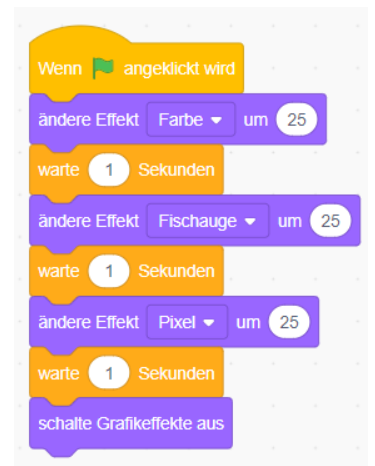 Wenn angeklickt wird
ändere Effekt Farbe um 25
warte 1 Sekunden
ändere Effekt Fischauge um 25
warte 1 Sekunden
ändere Effekt Pixel um 25
warte 1 Sekunden
schalte Grafikeffekte aus